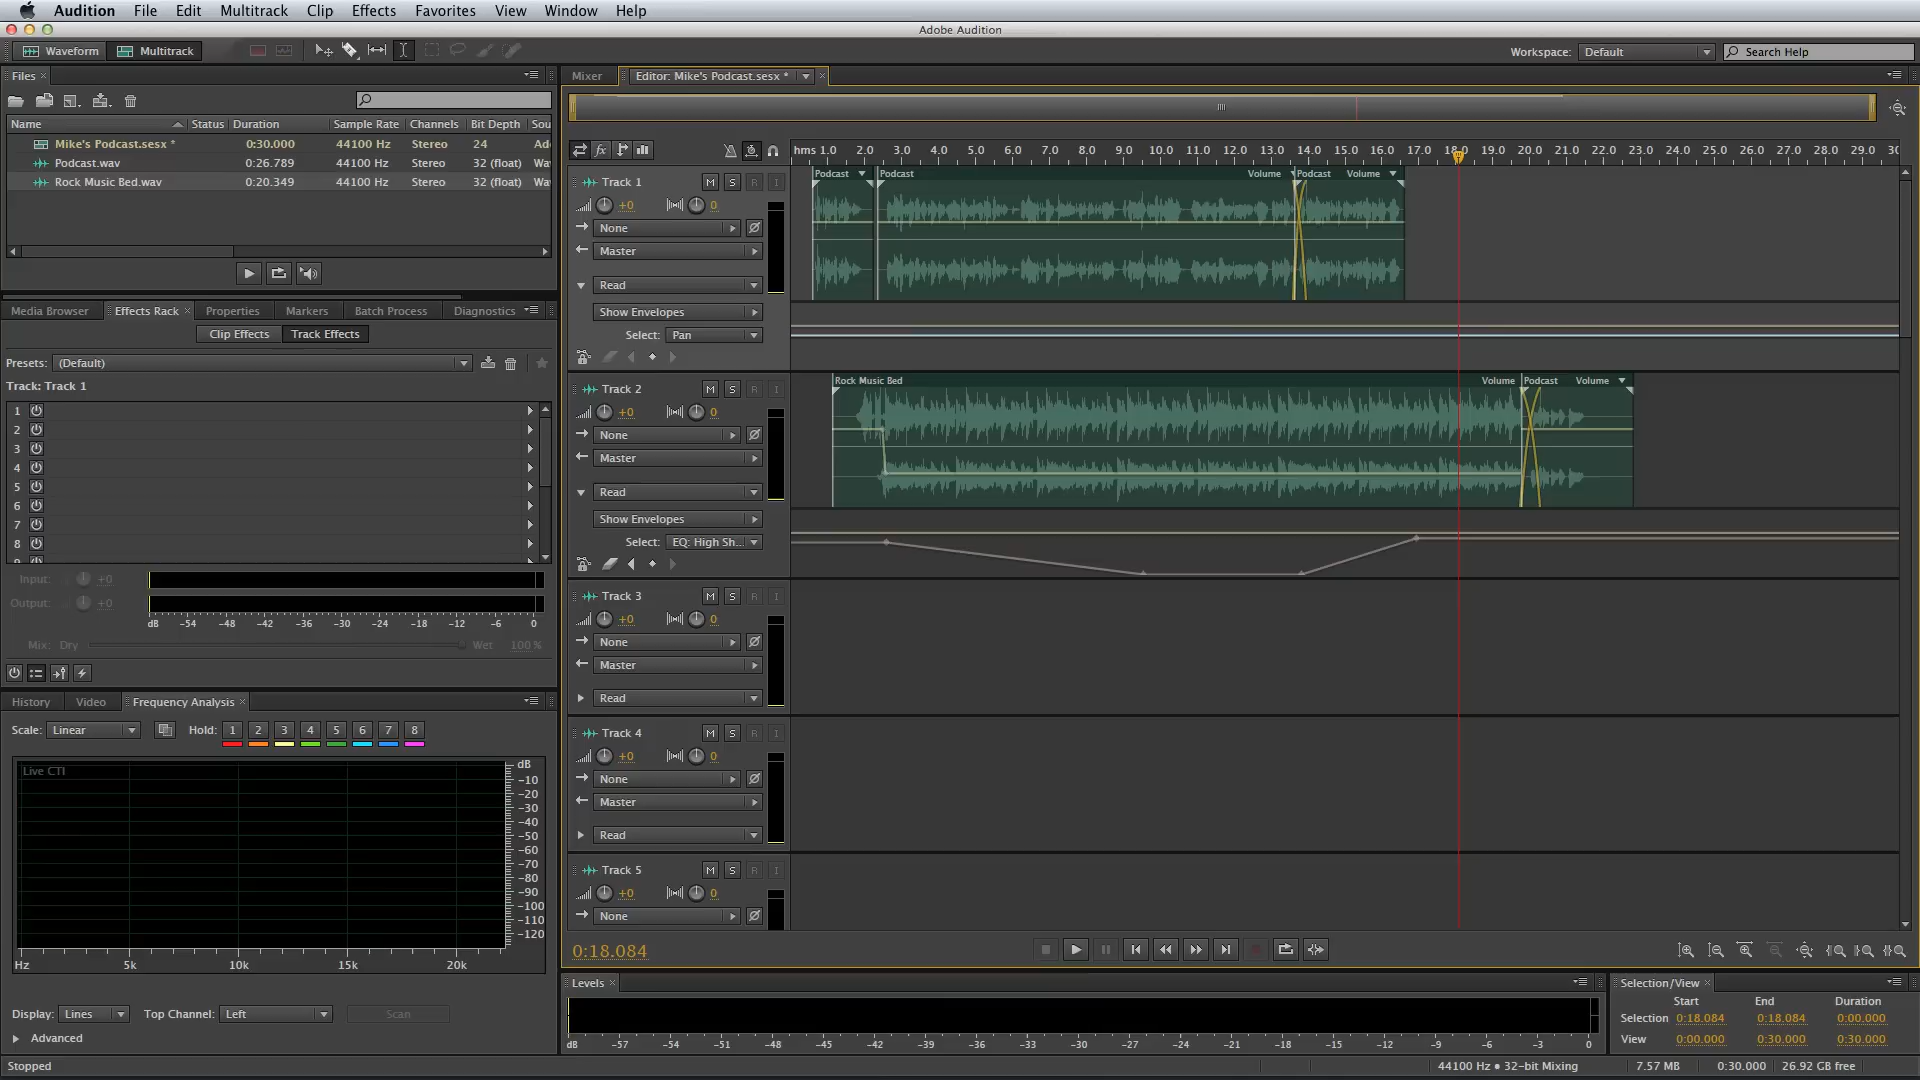 Audition File Edit Multitrack Clip Effects Favorites View Window Help
Adobe Audition
Waveform Multitrack Workspace: Default Search Help
Files
Name Status Duration Sample Rate Channels Bit Depth Sou
Mike's Podcast.sesx * 0:30.000 44100 Hz Stereo 24 Ad
Podcast.wav 0:26.789 44100 Hz Stereo 32 (float) Wa
Rock Music Bed.wav 0:20.349 44100 Hz Stereo 32 (float) Wa
Media Browser Effects Rack Properties Markers Batch Process Diagnostics
Clip Effects Track Effects
Presets: (Default)
Track: Track 1
1
2
3
4
5
6
7
8
Input: +0
Output: +0
dB -54 -48 -42 -36 -30 -24 -18 -12 -6 0
Mix: Dry Wet 100 %
History Video Frequency Analysis
Scale: Linear Hold: 1 2 3 4 5 6 7 8
Live CTI
dB
-10
-20
-30
-40
-50
-60
-70
-80
-90
-100
-110
-120
Hz 5k 10k 15k 20k
Display: Lines Top Channel: Left Scan
Advanced
Stopped
Mixer Editor: Mike's Podcast.sesx *
fx hms 1.0 2.0 3.0 4.0 5.0 6.0 7.0 8.0 9.0 10.0 11.0 12.0 13.0 14.0 15.0 16.0 17.0 18.0 19.0 20.0 21.0 22.0 23.0 24.0 25.0 26.0 27.0 28.0 29.0 30
Track 1 M S R I
+0 0
None
Master
Read
Show Envelopes
Select: Pan
Podcast Podcast Volume Podcast Volume
Track 2 M S R I
+0 0
None
Master
Read
Show Envelopes
Select: EQ: High Sh...
Rock Music Bed Volume Podcast Volume
Track 3 M S R I
+0 0
None
Master
Read
Track 4 M S R I
+0 0
None
Master
Read
Track 5 M S R I
+0 0
None
0:18.084
Levels
dB -57 -54 -51 -48 -45 -42 -39 -36 -33 -30 -27 -24 -21 -18 -15 -12 -9 -6 -3 0
Selection/View
Start End Duration
Selection 0:18.084 0:18.084 0:00.000
View 0:00.000 0:30.000 0:30.000
44100 Hz ● 32-bit Mixing 7.57 MB 0:30.000 26.92 GB free